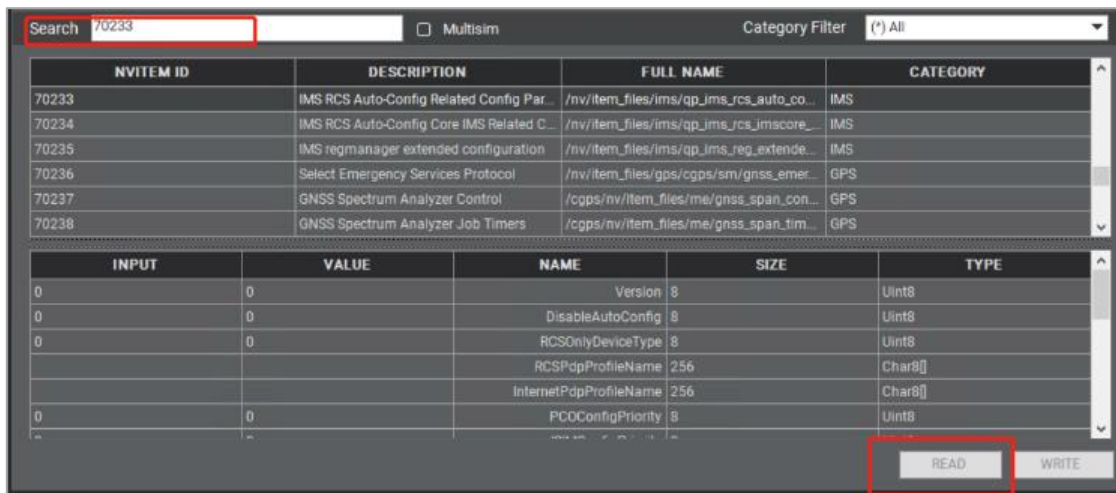 Search 70233 Multisim Category Filter (*) All
NVITEM ID DESCRIPTION FULL NAME CATEGORY
70233 IMS RCS Auto-Config Related Config Par... /nv/item_files/ims/qp_ims_rcs_auto_co... IMS
70234 IMS RCS Auto-Config Core IMS Related C... /nv/item_files/ims/qp_ims_rcs_imscore_... IMS
70235 IMS regmanager extended configuration /nv/item_files/ims/qp_ims_reg_extende... IMS
70236 Select Emergency Services Protocol /nv/item_files/gps/cgps/sm/gnss_emer... GPS
70237 GNSS Spectrum Analyzer Control /cgps/nv/item_files/me/gnss_span_con... GPS
70238 GNSS Spectrum Analyzer Job Timers /cgps/nv/item_files/me/gnss_span_tim... GPS
INPUT VALUE NAME SIZE TYPE
0 0 Version 8 Uint8
0 0 DisableAutoConfig 8 Uint8
0 0 RCSOnlyDeviceType 8 Uint8
RCSPdpProfileName 256 Char8[]
InternetPdpProfileName 256 Char8[]
0 0 PCOConfigPriority 8 Uint8
READ WRITE